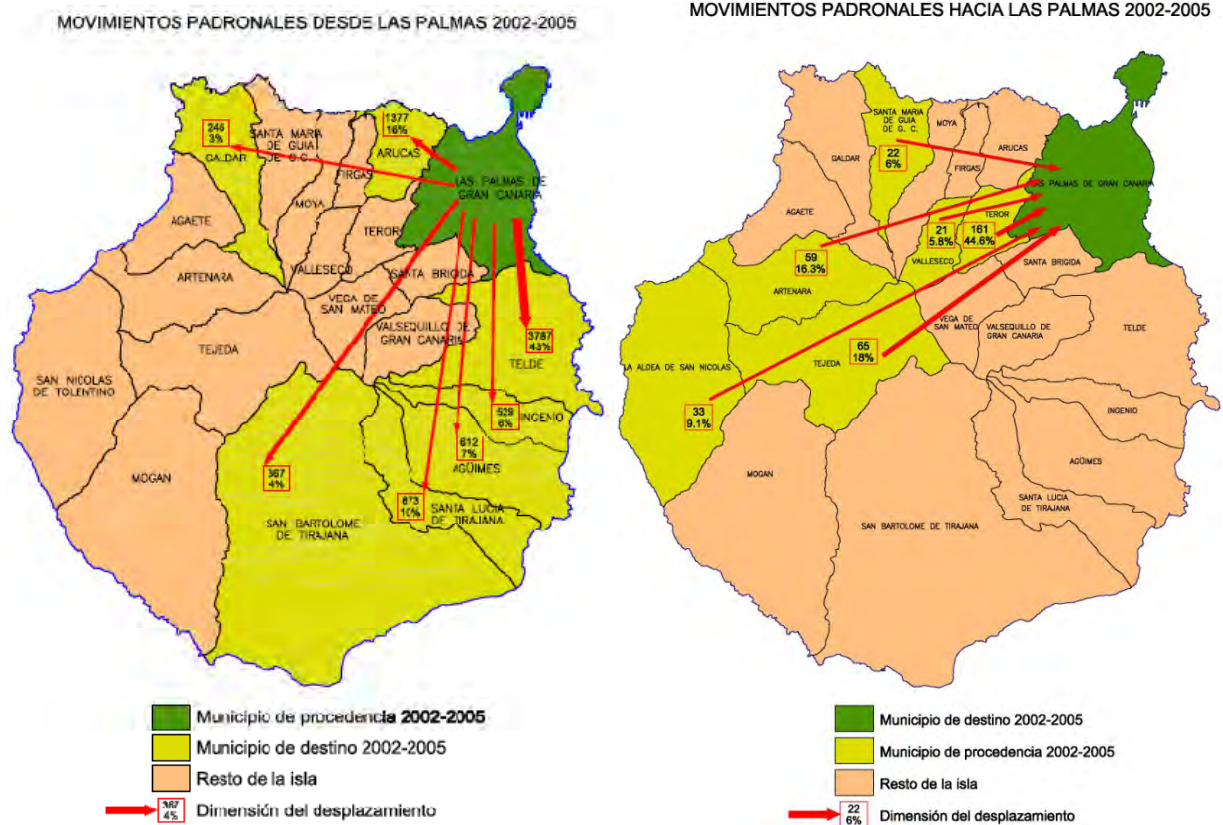 MOVIMIENTOS PADRONALES DESDE LAS PALMAS 2002-2005
246
3%
GALDAR
SANTA MARIA
DE GUIA
DE G.C.
1377
16%
ARUCAS
FIRGAS
MOYA
LAS PALMAS DE
GRAN CANARIA
AGAETE
TEROR
ARTENARA
VALLESECO
SANTA BRIGIDA
VEGA DE
SAN MATEO
VALSEQUILLO DE
GRAN CANARIA
3787
43%
TELDE
TEJEDA
SAN NICOLAS
DE TOLENTINO
529
6%
INGENIO
612
7%
AGÜIMES
MOGAN
367
4%
873
10%
SANTA LUCIA
DE TIRAJANA
SAN BARTOLOME
DE TIRAJANA
Municipio de procedencia 2002-2005
Municipio de destino 2002-2005
Resto de la isla
367
4%
Dimensión del desplazamiento
MOVIMIENTOS PADRONALES HACIA LAS PALMAS 2002-2005
SANTA MARIA
DE GUIA
DE G. C.
MOYA
ARUCAS
22
6%
GALDAR
FIRGAS
AS PALMAS DE GRAN CANARIA
AGAETE
TEROR
21
5.8%
161
44.6%
VALLESECO
59
16.3%
SANTA BRIGIDA
ARTENARA
VEGA DE
SAN MATEO
VALSEQUILLO DE
GRAN CANARIA
TELDE
65
18%
TEJEDA
LA ALDEA DE SAN NICOLAS
33
9.1%
INGENIO
AGÜIMES
MOGAN
SANTA LUCIA
DE TIRAJANA
SAN BARTOLOME DE TIRAJANA
Municipio de destino 2002-2005
Municipio de procedencia 2002-2005
Resto de la isla
22
6%
Dimensión del desplazamiento